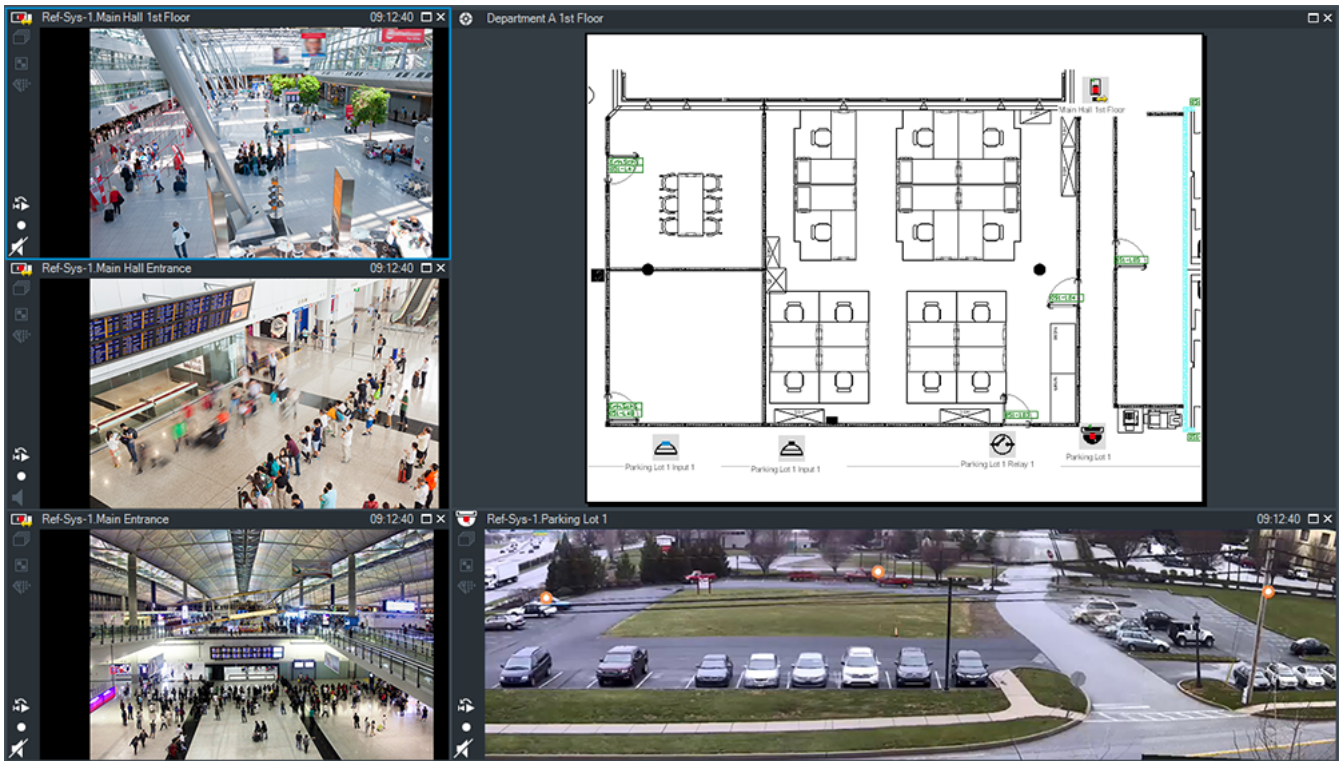 Ref-Sys-1.Main Hall 1st Floor
09:12:40
Department A 1st Floor
Main Hall 1st Floor
Ref-Sys-1.Main Hall Entrance
09:12:40
Parking Lot 1 Input 1
Parking Lot 1 Input 1
Parking Lot 1 Relay 1
Parking Lot 1
Ref-Sys-1.Main Entrance
09:12:40
Ref-Sys-1.Parking Lot 1
09:12:40